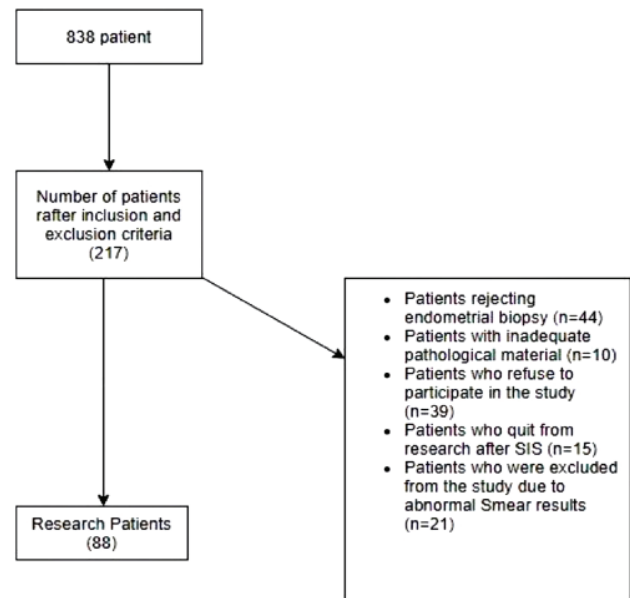 838 patient
Number of patients
rafter inclusion and
exclusion criteria
(217)
• Patients rejecting
endometrial biopsy (n=44)
• Patients with inadequate
pathological material (n=10)
• Patients who refuse to
participate in the study
(n=39)
• Patients who quit from
research after SIS (n=15)
• Patients who were excluded
from the study due to
abnormal Smear results
(n=21)
Research Patients
(88)